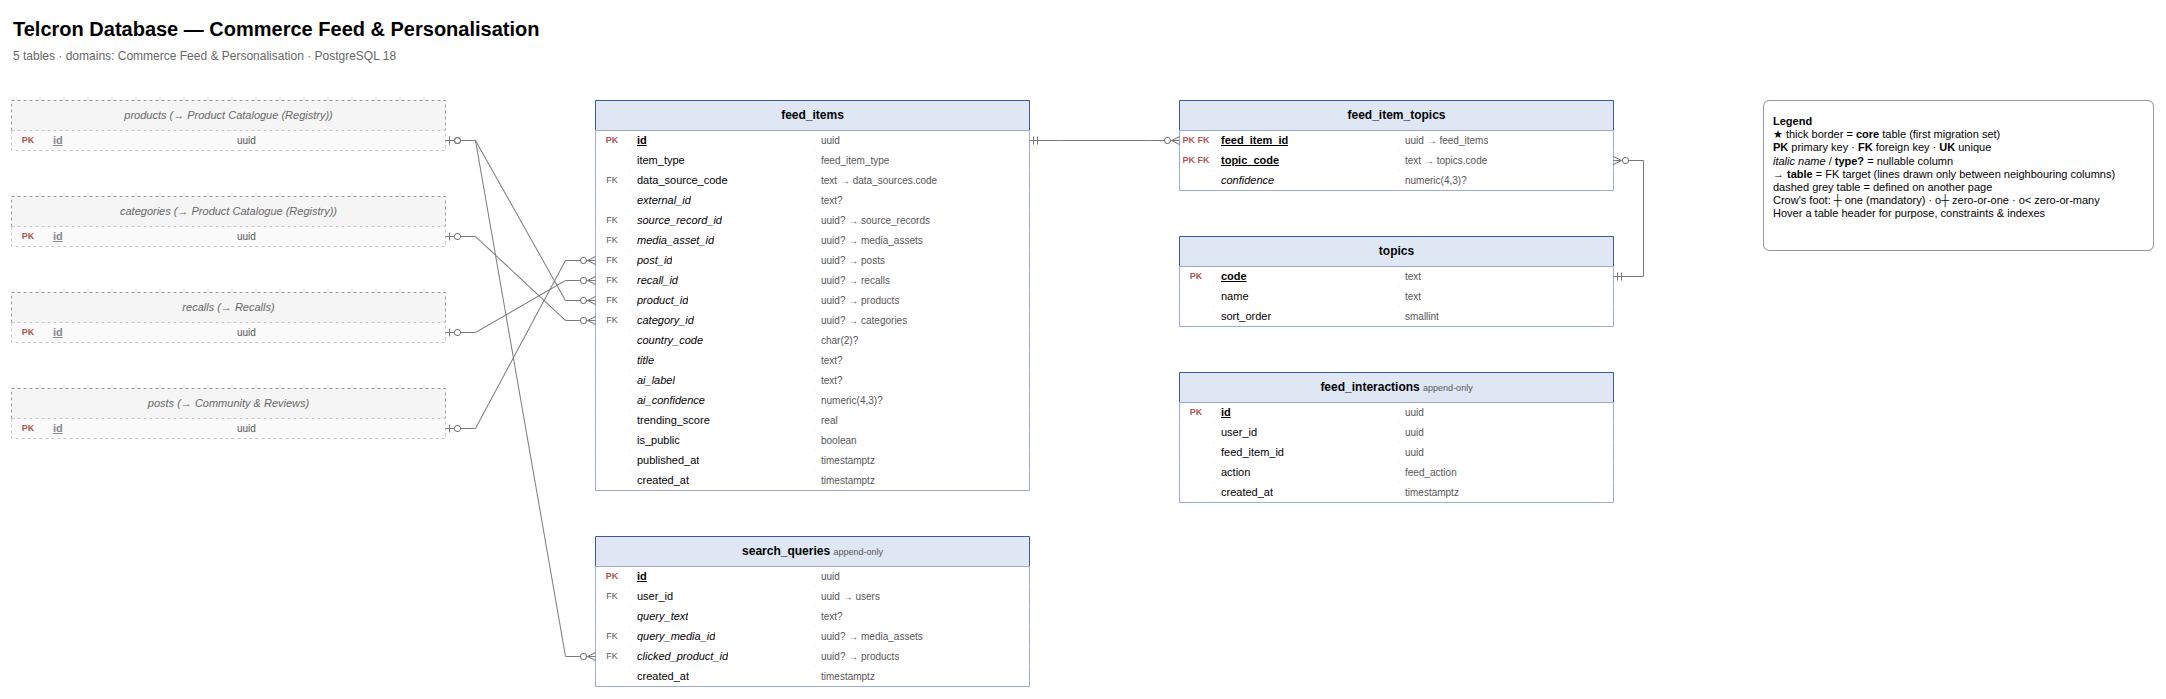 Telcron Database — Commerce Feed & Personalisation
5 tables · domains: Commerce Feed & Personalisation · PostgreSQL 18
products (→ Product Catalogue (Registry))
PK id uuid
categories (→ Product Catalogue (Registry))
PK id uuid
recalls (→ Recalls)
PK id uuid
posts (→ Community & Reviews)
PK id uuid
feed_items
PK id uuid
item_type feed_item_type
FK data_source_code text → data_sources.code
external_id text?
FK source_record_id uuid? → source_records
FK media_asset_id uuid? → media_assets
FK post_id uuid? → posts
FK recall_id uuid? → recalls
FK product_id uuid? → products
FK category_id uuid? → categories
country_code char(2)?
title text?
ai_label text?
ai_confidence numeric(4,3)?
trending_score real
is_public boolean
published_at timestamptz
created_at timestamptz
search_queries append-only
PK id uuid
FK user_id uuid → users
query_text text?
FK query_media_id uuid? → media_assets
FK clicked_product_id uuid? → products
created_at timestamptz
feed_item_topics
PK FK feed_item_id uuid → feed_items
PK FK topic_code text → topics.code
confidence numeric(4,3)?
topics
PK code text
name text
sort_order smallint
feed_interactions append-only
PK id uuid
user_id uuid
feed_item_id uuid
action feed_action
created_at timestamptz
Legend
★ thick border = core table (first migration set)
PK primary key · FK foreign key · UK unique
italic name / type? = nullable column
→ table = FK target (lines drawn only between neighbouring columns)
dashed grey table = defined on another page
Crow's foot: ┼ one (mandatory) · o┼ zero-or-one · o< zero-or-many
Hover a table header for purpose, constraints & indexes